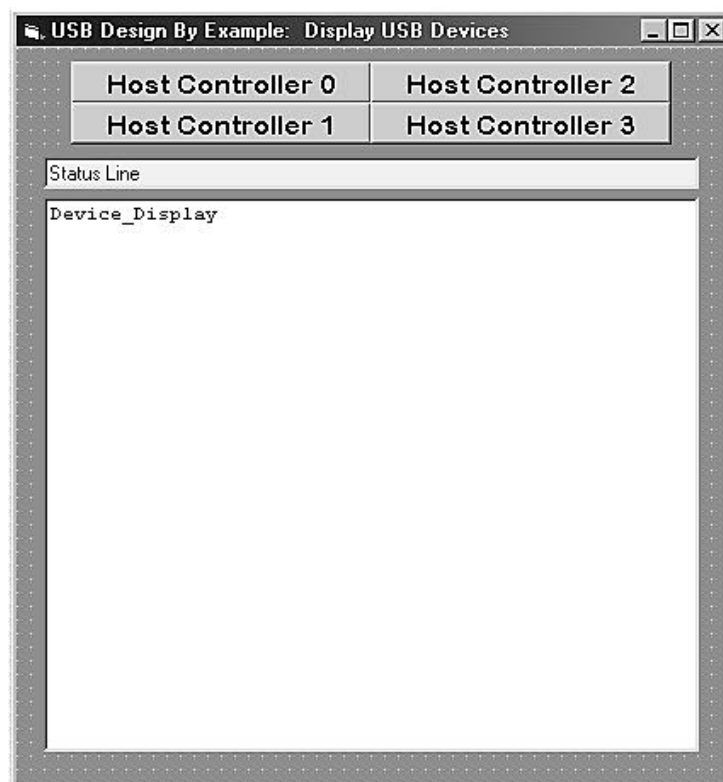 USB Design By Example:  Display USB Devices
Host Controller 0 Host Controller 2
Host Controller 1 Host Controller 3
Status Line
Device_Display